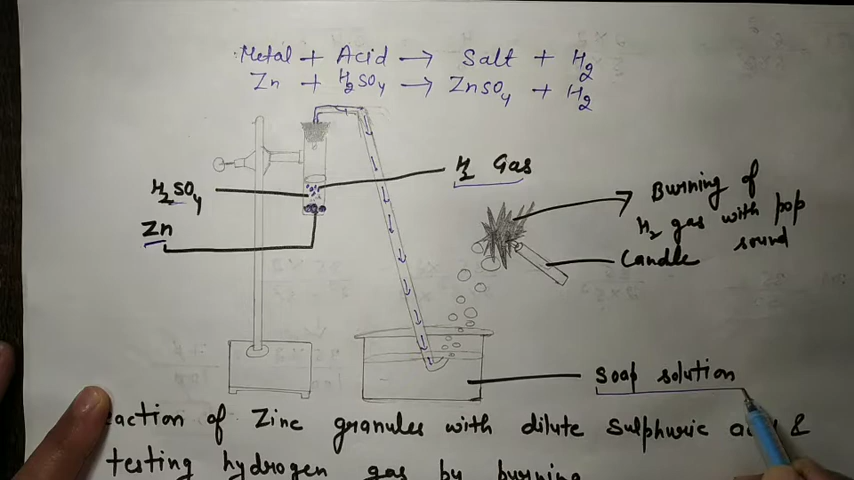 Metal + Acid → Salt + H2
Zn + H2SO4 → ZnSO4 + H2
H2 Gas
H2SO4
Zn
Burning of
H2 gas with pop
sound
Candle
Soap solution
action of Zinc granules with dilute Sulphuric &
testing hydrogen gas by burning